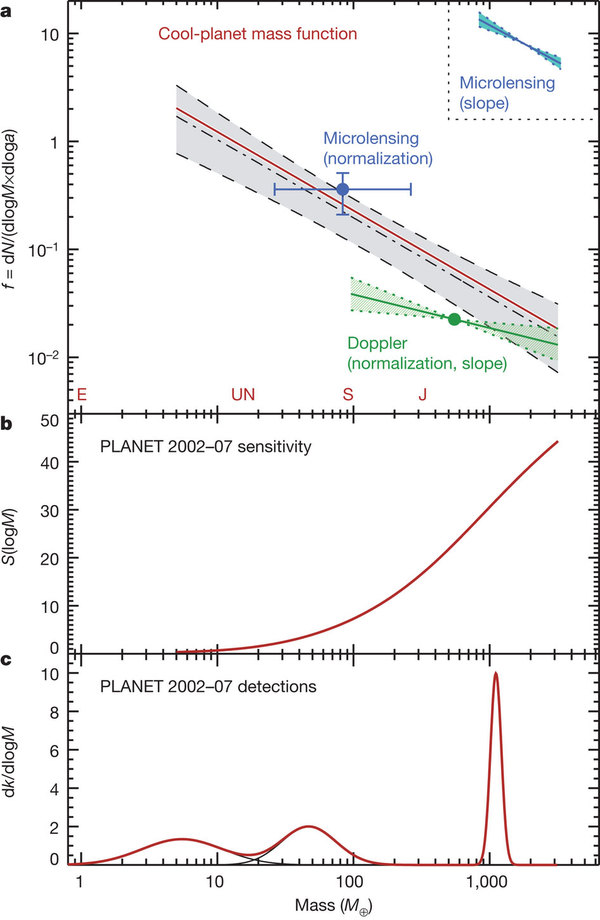 a
Cool-planet mass function
10
1
10⁻¹
10⁻²
f = dN/(dlogM×dloga)
Microlensing
(slope)
Microlensing
(normalization)
Doppler
(normalization, slope)
E
UN
S
J
b
PLANET 2002–07 sensitivity
50
40
30
20
10
0
S(logM)
c
PLANET 2002–07 detections
10
8
6
4
2
0
dk/dlogM
1
10
100
1,000
Mass (M⊕)